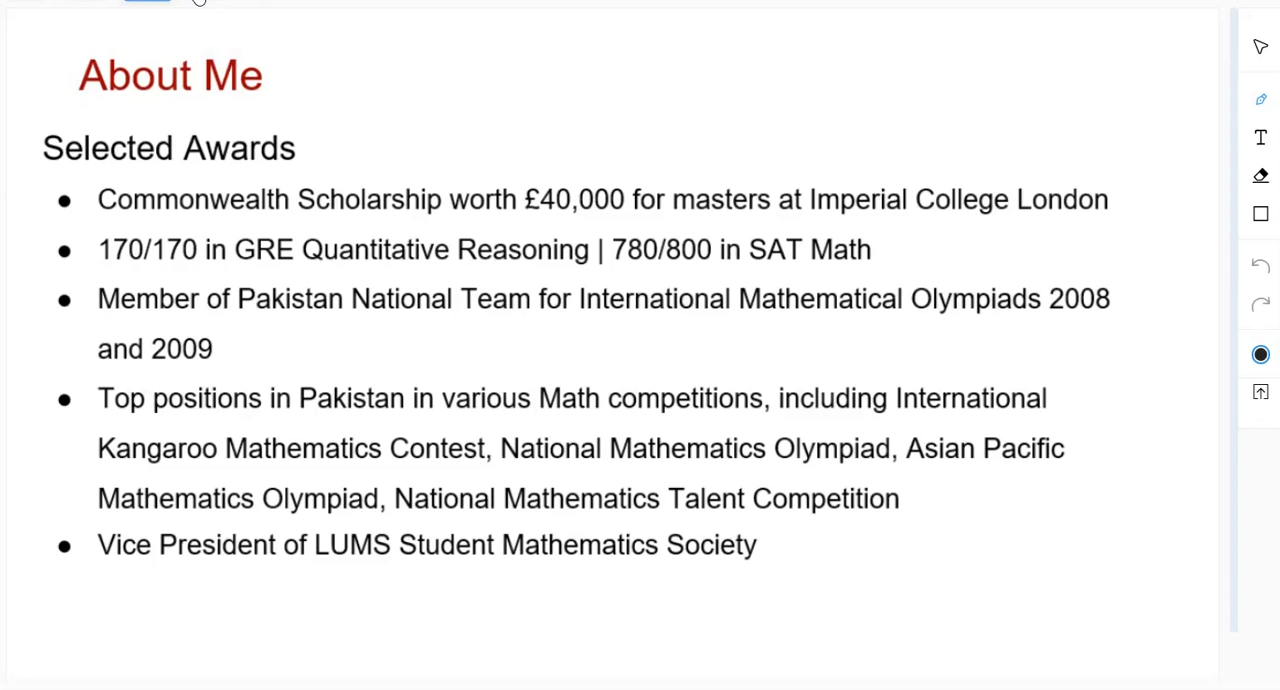 About Me
Selected Awards
● Commonwealth Scholarship worth £40,000 for masters at Imperial College London
● 170/170 in GRE Quantitative Reasoning | 780/800 in SAT Math
● Member of Pakistan National Team for International Mathematical Olympiads 2008
and 2009
● Top positions in Pakistan in various Math competitions, including International
Kangaroo Mathematics Contest, National Mathematics Olympiad, Asian Pacific
Mathematics Olympiad, National Mathematics Talent Competition
● Vice President of LUMS Student Mathematics Society
T